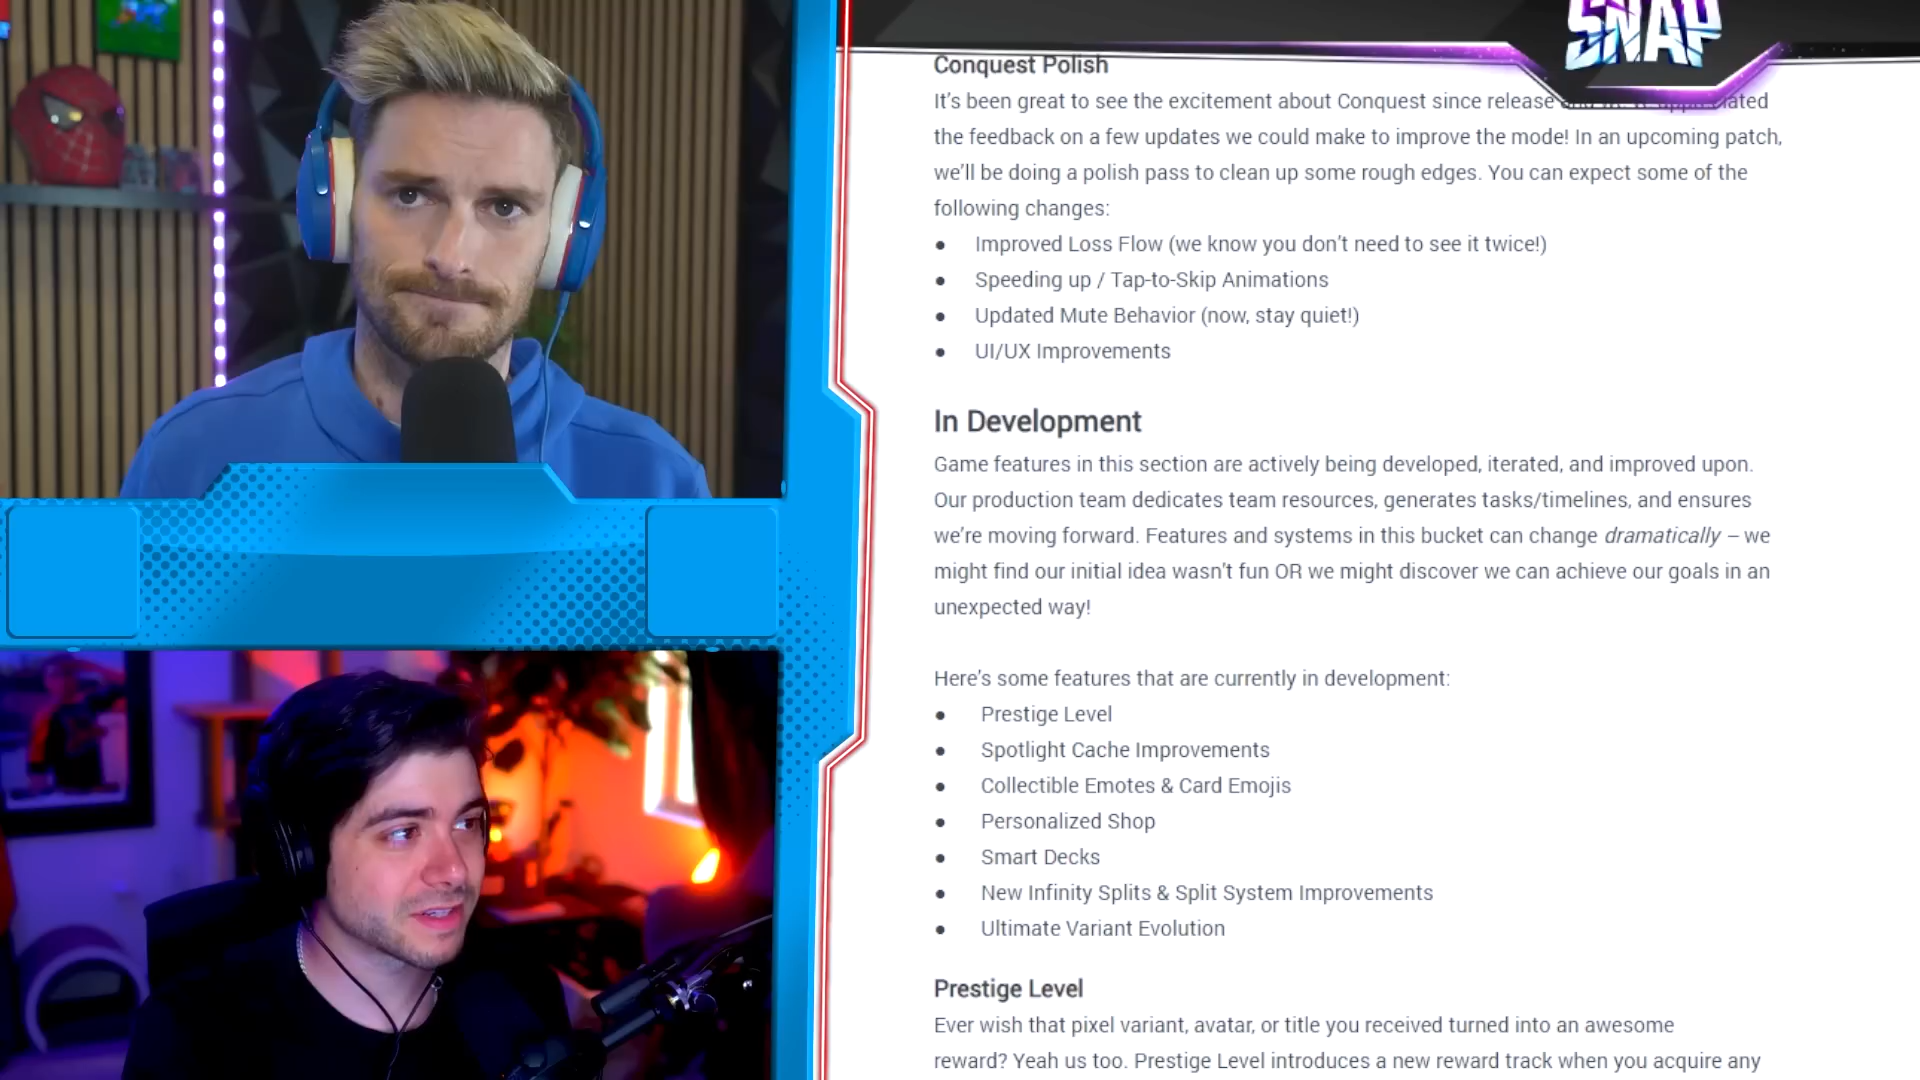 SNAP
Conquest Polish
It's been great to see the excitement about Conquest since release
the feedback on a few updates we could make to improve the mode! In an upcoming patch,
we'll be doing a polish pass to clean up some rough edges. You can expect some of the
following changes:
● Improved Loss Flow (we know you don't need to see it twice!)
● Speeding up / Tap-to-Skip Animations
● Updated Mute Behavior (now, stay quiet!)
● UI/UX Improvements
In Development
Game features in this section are actively being developed, iterated, and improved upon.
Our production team dedicates team resources, generates tasks/timelines, and ensures
we're moving forward. Features and systems in this bucket can change dramatically – we
might find our initial idea wasn't fun OR we might discover we can achieve our goals in an
unexpected way!
Here's some features that are currently in development:
● Prestige Level
● Spotlight Cache Improvements
● Collectible Emotes & Card Emojis
● Personalized Shop
● Smart Decks
● New Infinity Splits & Split System Improvements
● Ultimate Variant Evolution
Prestige Level
Ever wish that pixel variant, avatar, or title you received turned into an awesome
reward? Yeah us too. Prestige Level introduces a new reward track when you acquire any